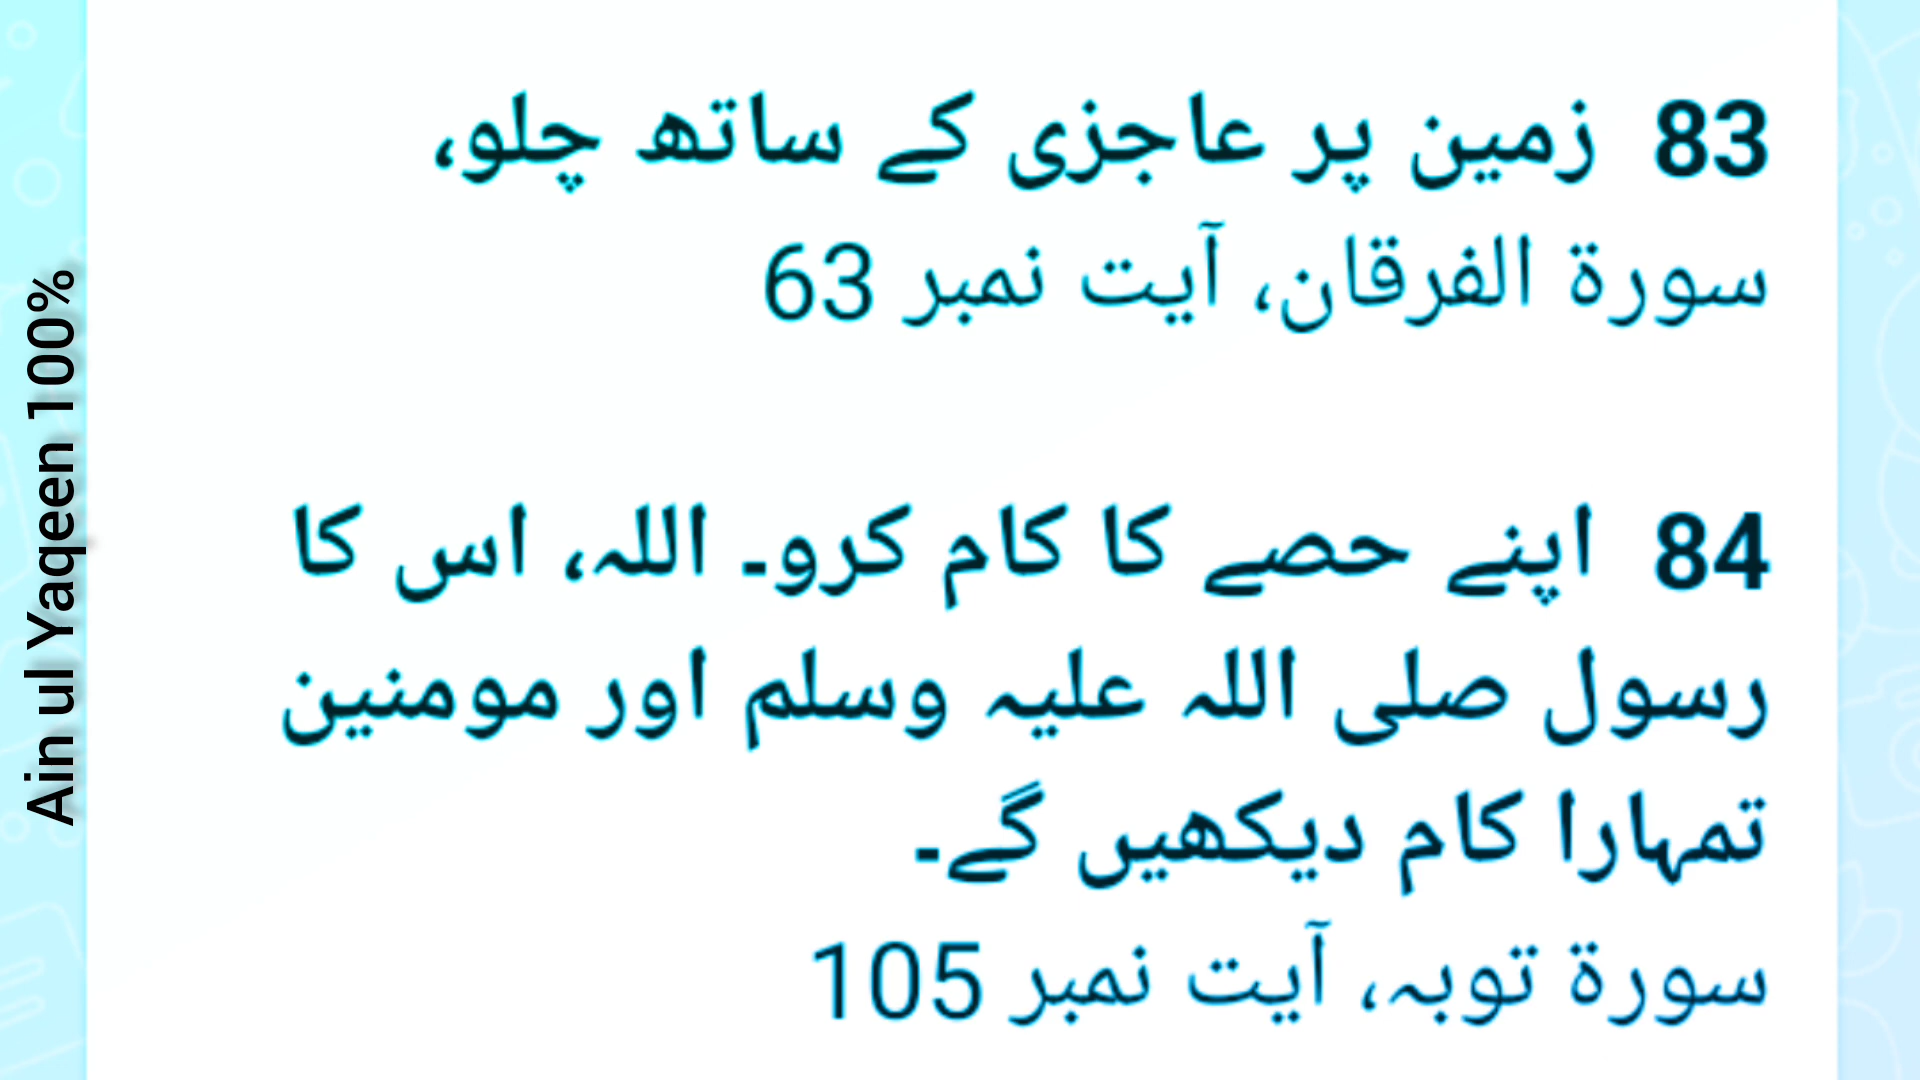 83 زمین پر عاجزی کے ساتھ چلو،
سورۃ الفرقان، آیت نمبر 63
84 اپنے حصے کا کام کرو۔ اللہ، اس کا
رسول صلی اللہ علیہ وسلم اور مومنین
تمہارا کام دیکھیں گے۔
سورۃ توبہ، آیت نمبر 105
Ain ul Yaqeen 100%